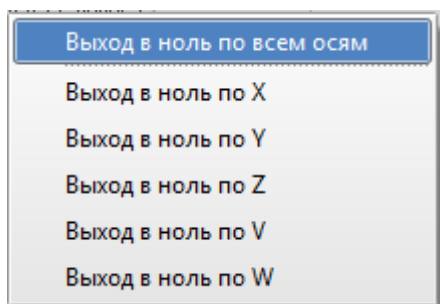 Выход в ноль по всем осям
Выход в ноль по X
Выход в ноль по Y
Выход в ноль по Z
Выход в ноль по V
Выход в ноль по W